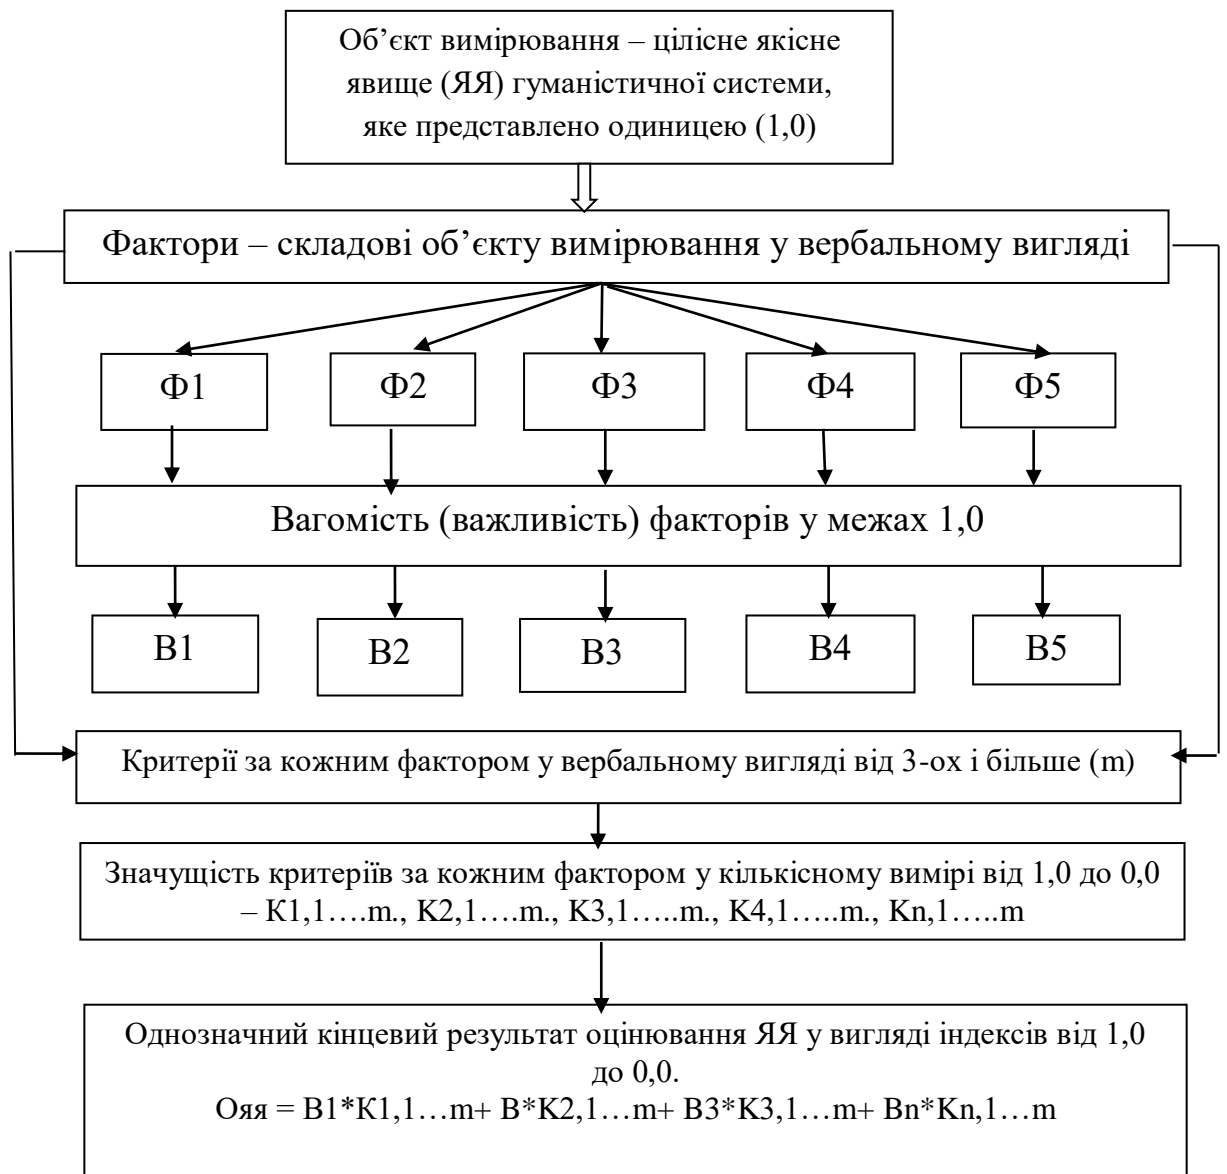 Об’єкт вимірювання – цілісне якісне
явище (ЯЯ) гуманістичної системи,
яке представлено одиницею (1,0)
Фактори – складові об’єкту вимірювання у вербальному вигляді
Ф1 Ф2 Ф3 Ф4 Ф5
Вагомість (важливість) факторів у межах 1,0
В1 В2 В3 В4 В5
Критерії за кожним фактором у вербальному вигляді від 3-ох і більше (m)
Значущість критеріїв за кожним фактором у кількісному вимірі від 1,0 до 0,0
– К1,1….m., К2,1….m., К3,1…..m., К4,1…..m., Kn,1…..m
Однозначний кінцевий результат оцінювання ЯЯ у вигляді індексів від 1,0
до 0,0.
Ояя = В1*К1,1…m+ В*К2,1…m+ В3*К3,1…m+ Вn*Кn,1…m